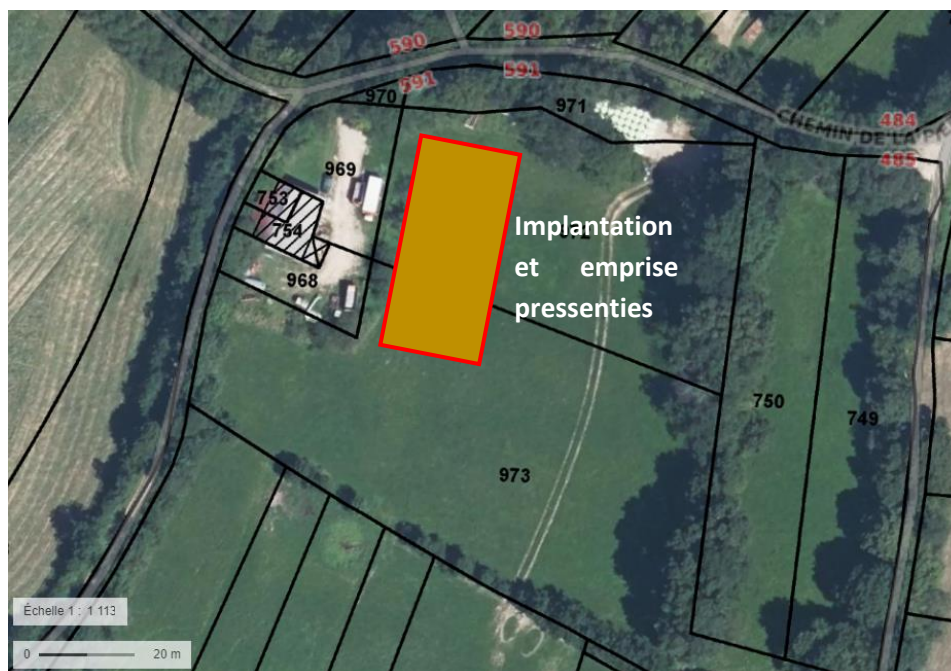 590
590
591
591
970
971
484
CHEMIN DE LA
485
969
753
754
968
Implantation
et emprise
pressenties
750
749
973
Échelle 1 : 1 113
0 20 m